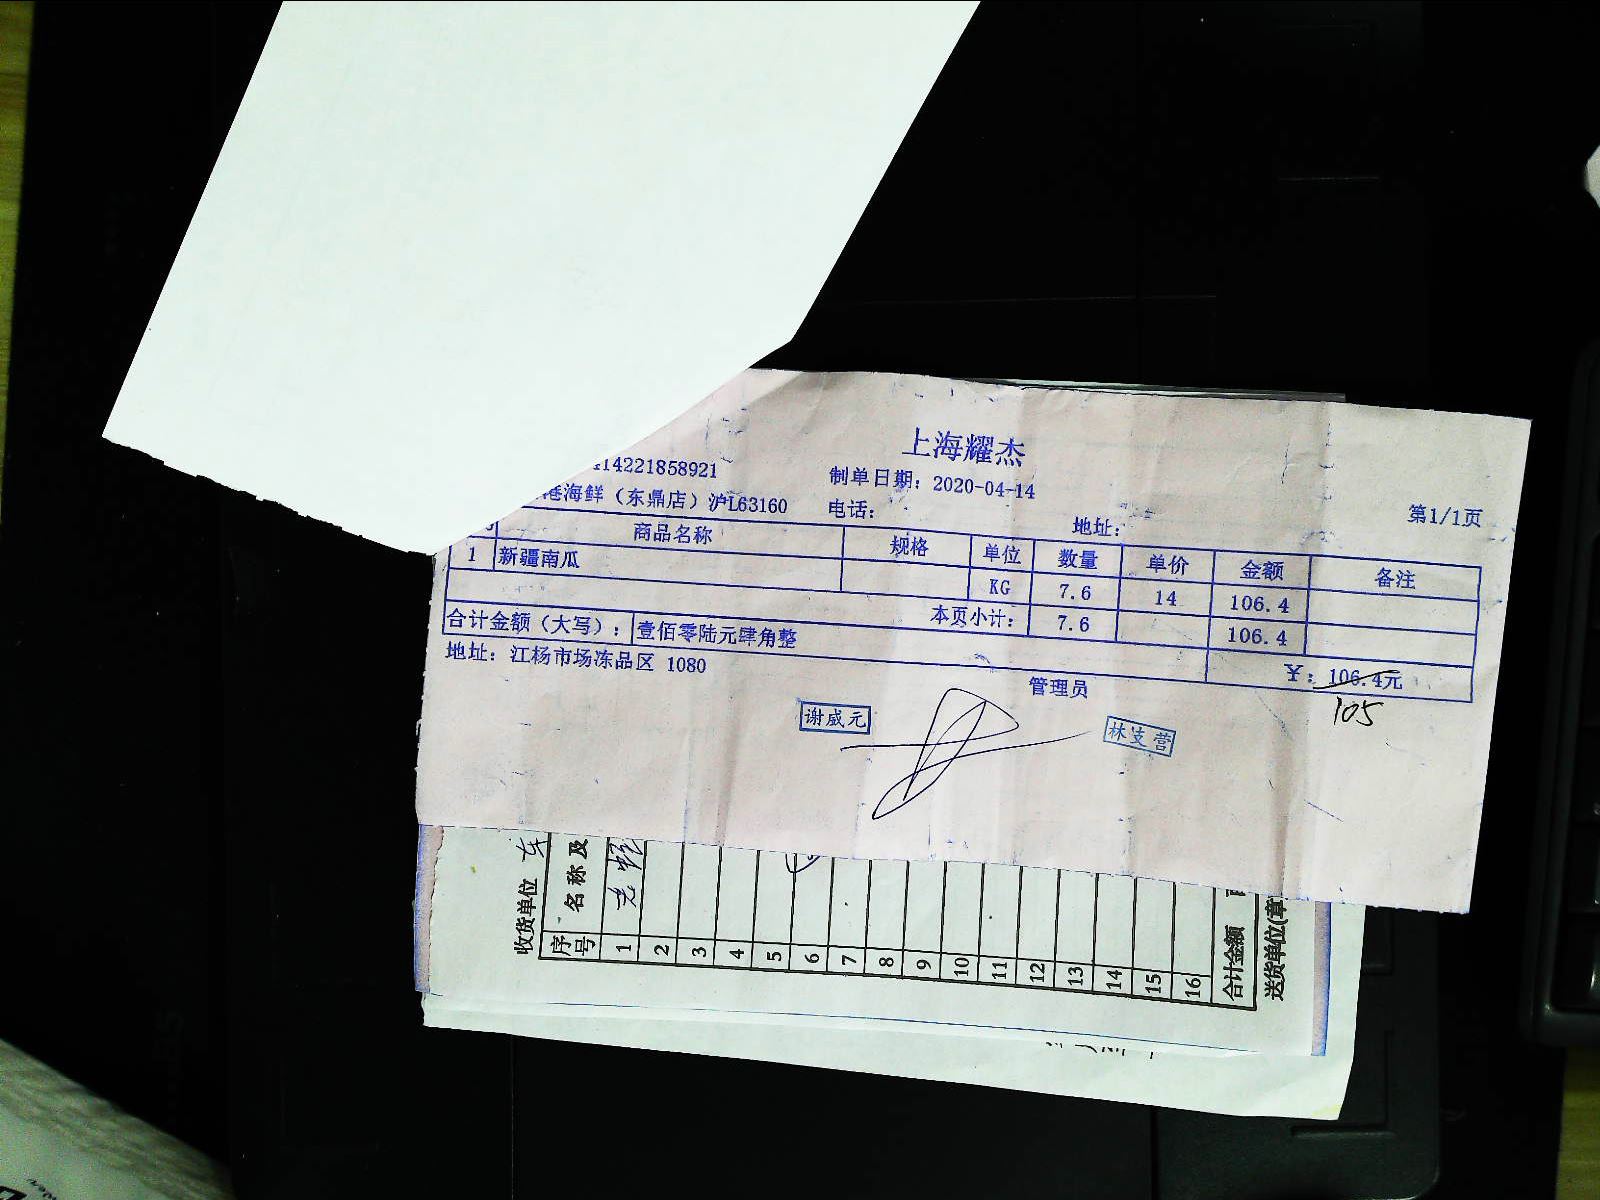 上海耀杰
414221858921 制单日期：2020-04-14
港海鲜（东鼎店）沪L63160 电话： 地址： 第1/1页
商品名称 规格 单位 数量 单价 金额 备注
1 新疆南瓜 KG 7.6 14 106.4
本页小计： 7.6 106.4
合计金额（大写）： 壹佰零陆元肆角整 ￥：106.4元
105
地址：江杨市场冻品区 1080 管理员
谢威元 林支营
收货单位 东
序号 名称及
1
2
3
4
5
6
7
8
9
10
11
12
13
14
15
16
合计金额
送货单位(章)